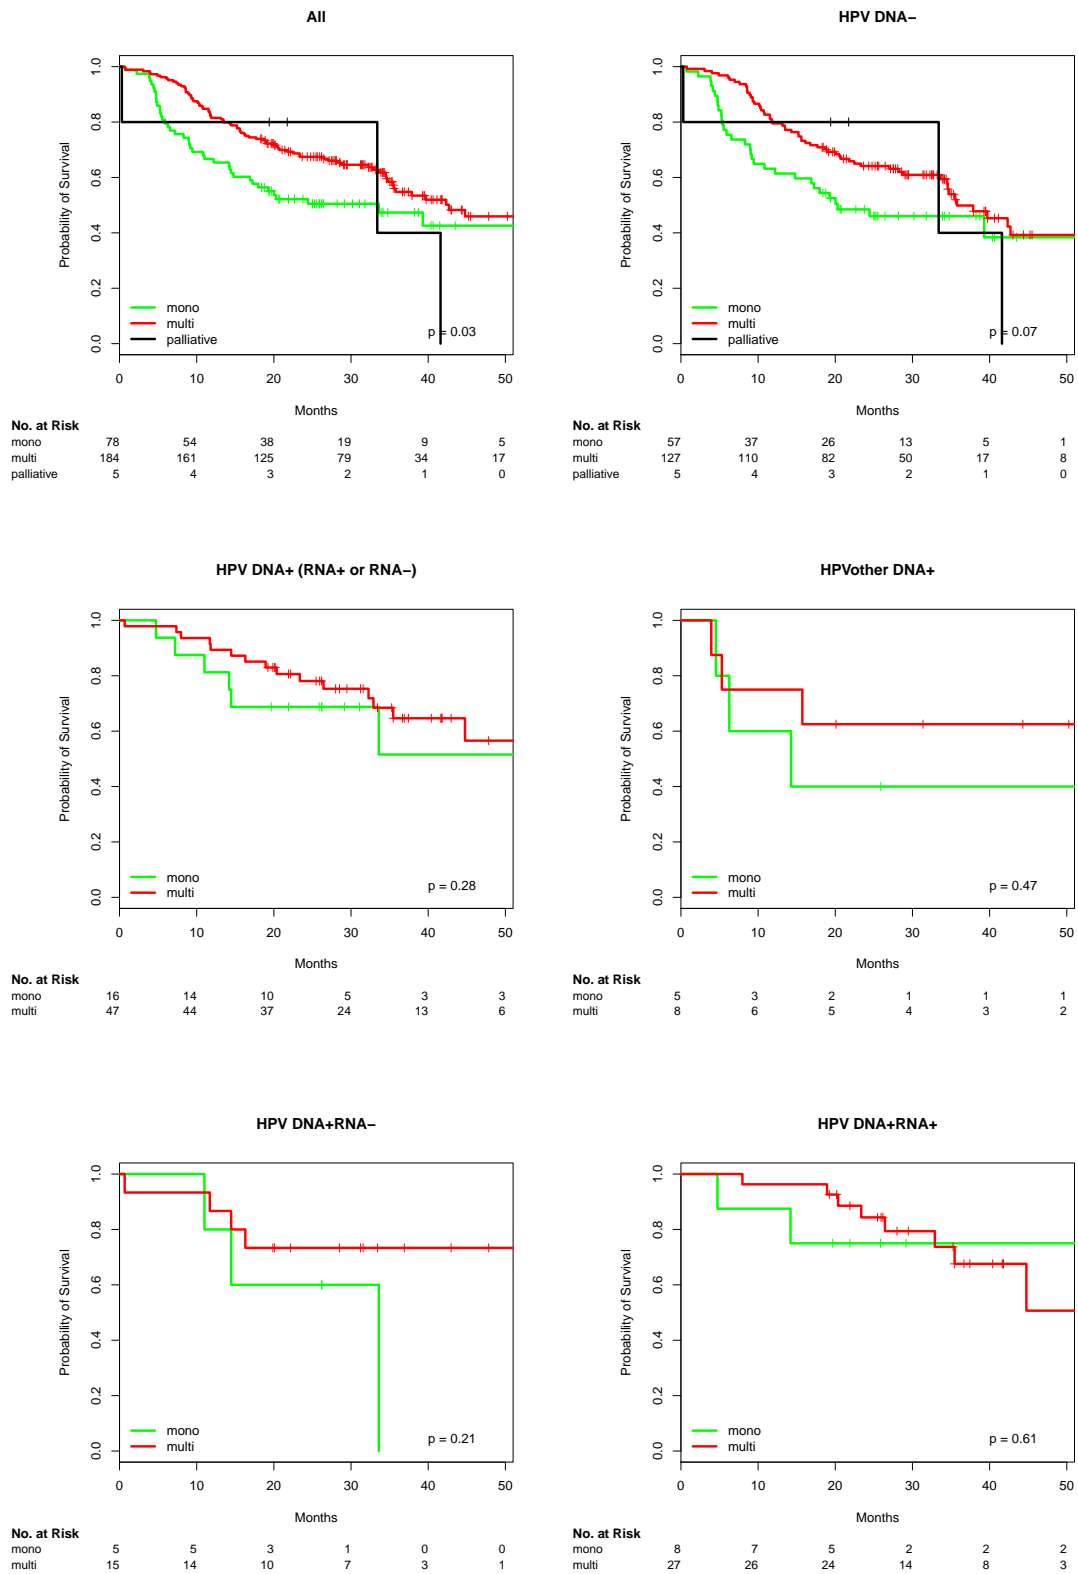 All
Probability of Survival
1.0
0.8
0.6
0.4
0.2
0.0
mono
multi
palliative
p = 0.03
0 10 20 30 40 50
Months
No. at Risk
mono 78 54 38 19 9 5
multi 184 161 125 79 34 17
palliative 5 4 3 2 1 0
HPV DNA−
Probability of Survival
1.0
0.8
0.6
0.4
0.2
0.0
mono
multi
palliative
p = 0.07
0 10 20 30 40 50
Months
No. at Risk
mono 57 37 26 13 5 1
multi 127 110 82 50 17 8
palliative 5 4 3 2 1 0
HPV DNA+ (RNA+ or RNA−)
Probability of Survival
1.0
0.8
0.6
0.4
0.2
0.0
mono
multi
p = 0.28
0 10 20 30 40 50
Months
No. at Risk
mono 16 14 10 5 3 3
multi 47 44 37 24 13 6
HPVother DNA+
Probability of Survival
1.0
0.8
0.6
0.4
0.2
0.0
mono
multi
p = 0.47
0 10 20 30 40 50
Months
No. at Risk
mono 5 3 2 1 1 1
multi 8 6 5 4 3 2
HPV DNA+RNA−
Probability of Survival
1.0
0.8
0.6
0.4
0.2
0.0
mono
multi
p = 0.21
0 10 20 30 40 50
Months
No. at Risk
mono 5 5 3 1 0 0
multi 15 14 10 7 3 1
HPV DNA+RNA+
Probability of Survival
1.0
0.8
0.6
0.4
0.2
0.0
mono
multi
p = 0.61
0 10 20 30 40 50
Months
No. at Risk
mono 8 7 5 2 2 2
multi 27 26 24 14 8 3